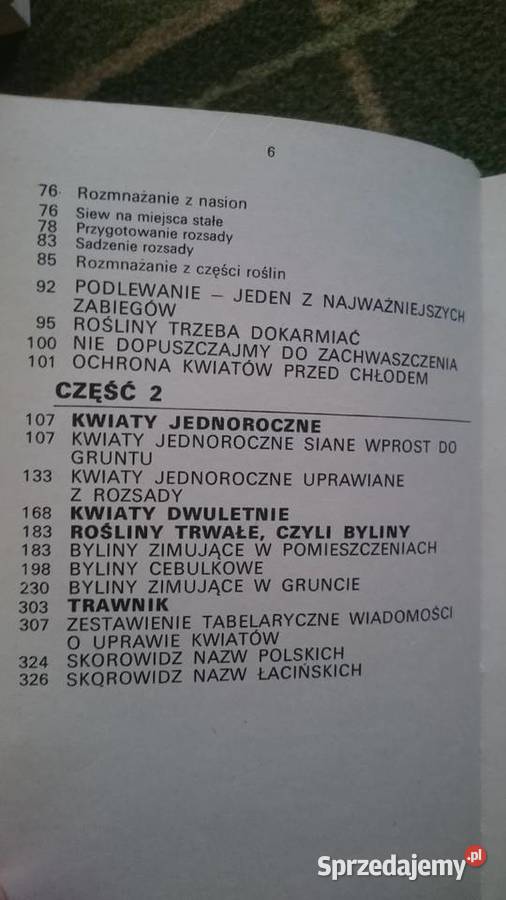 6
76 Rozmnażanie z nasion
76 Siew na miejsca stałe
78 Przygotowanie rozsady
83 Sadzenie rozsady
85 Rozmnażanie z części roślin
92 PODLEWANIE – JEDEN Z NAJWAŻNIEJSZYCH
ZABIEGÓW
95 ROŚLINY TRZEBA DOKARMIAĆ
100 NIE DOPUSZCZAJMY DO ZACHWASZCZENIA
101 OCHRONA KWIATÓW PRZED CHŁODEM
CZĘŚĆ 2
107 KWIATY JEDNOROCZNE
107 KWIATY JEDNOROCZNE SIANE WPROST DO
GRUNTU
133 KWIATY JEDNOROCZNE UPRAWIANE
Z ROZSADY
168 KWIATY DWULETNIE
183 ROŚLINY TRWAŁE, CZYLI BYLINY
183 BYLINY ZIMUJĄCE W POMIESZCZENIACH
198 BYLINY CEBULKOWE
230 BYLINY ZIMUJĄCE W GRUNCIE
303 TRAWNIK
307 ZESTAWIENIE TABELARYCZNE WIADOMOŚCI
O UPRAWIE KWIATÓW
324 SKOROWIDZ NAZW POLSKICH
326 SKOROWIDZ NAZW ŁACIŃSKICH
Sprzedajemy.pl